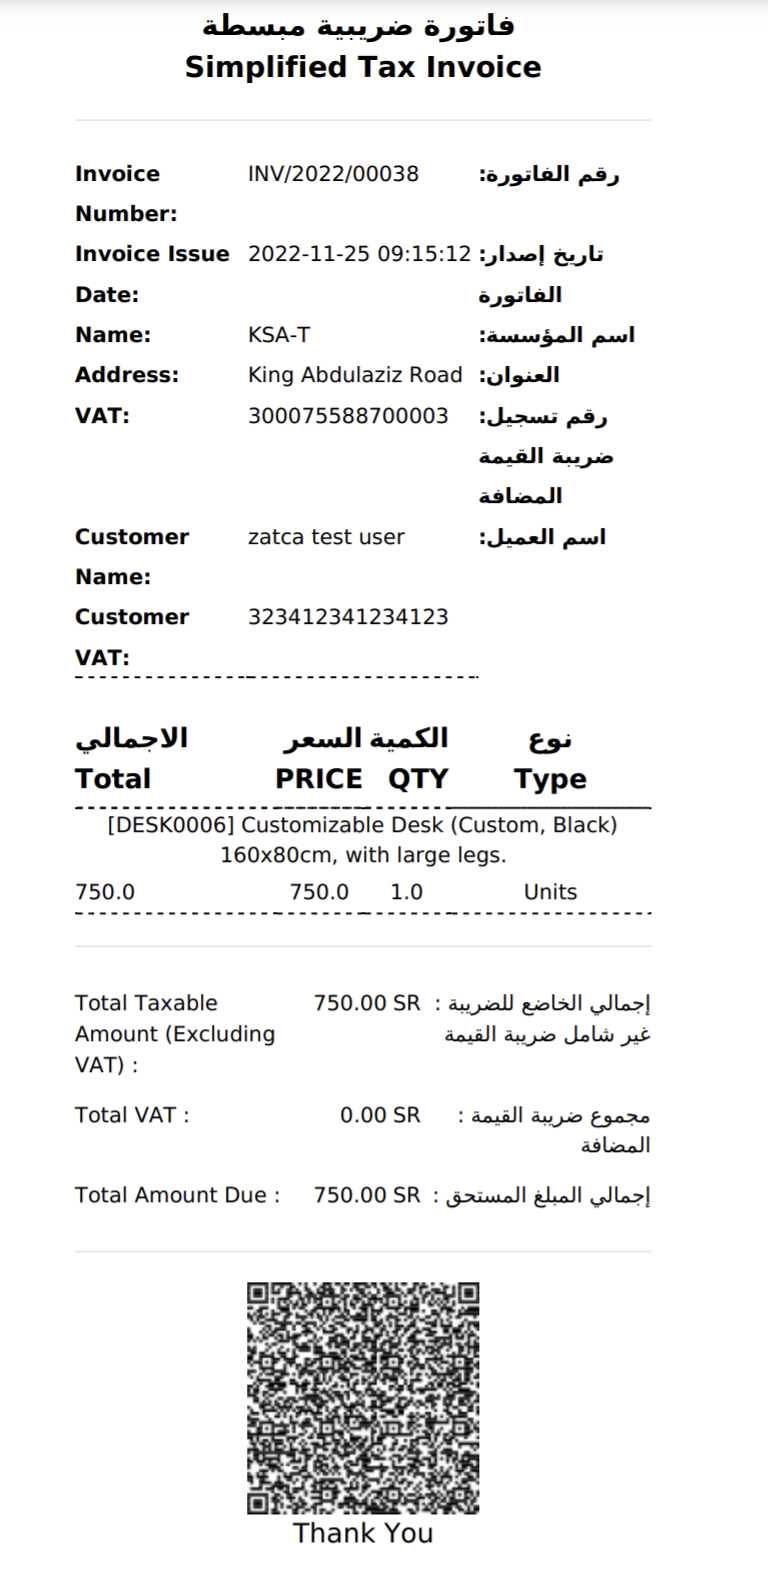 فاتورة ضريبية مبسطة
Simplified Tax Invoice
Invoice Number: INV/2022/00038 رقم الفاتورة:
Invoice Issue Date: 2022-11-25 09:15:12 تاريخ إصدار: الفاتورة
Name: KSA-T اسم المؤسسة:
Address: King Abdulaziz Road العنوان:
VAT: 300075588700003 رقم تسجيل: ضريبة القيمة المضافة
Customer Name: zatca test user اسم العميل:
Customer VAT: 323412341234123
الاجمالي السعر الكمية نوع
Total PRICE QTY Type
[DESK0006] Customizable Desk (Custom, Black)
160x80cm, with large legs.
750.0 750.0 1.0 Units
Total Taxable Amount (Excluding VAT) : 750.00 SR إجمالي الخاضع للضريبة : غير شامل ضريبة القيمة
Total VAT : 0.00 SR مجموع ضريبة القيمة : المضافة
Total Amount Due : 750.00 SR إجمالي المبلغ المستحق :
Thank You